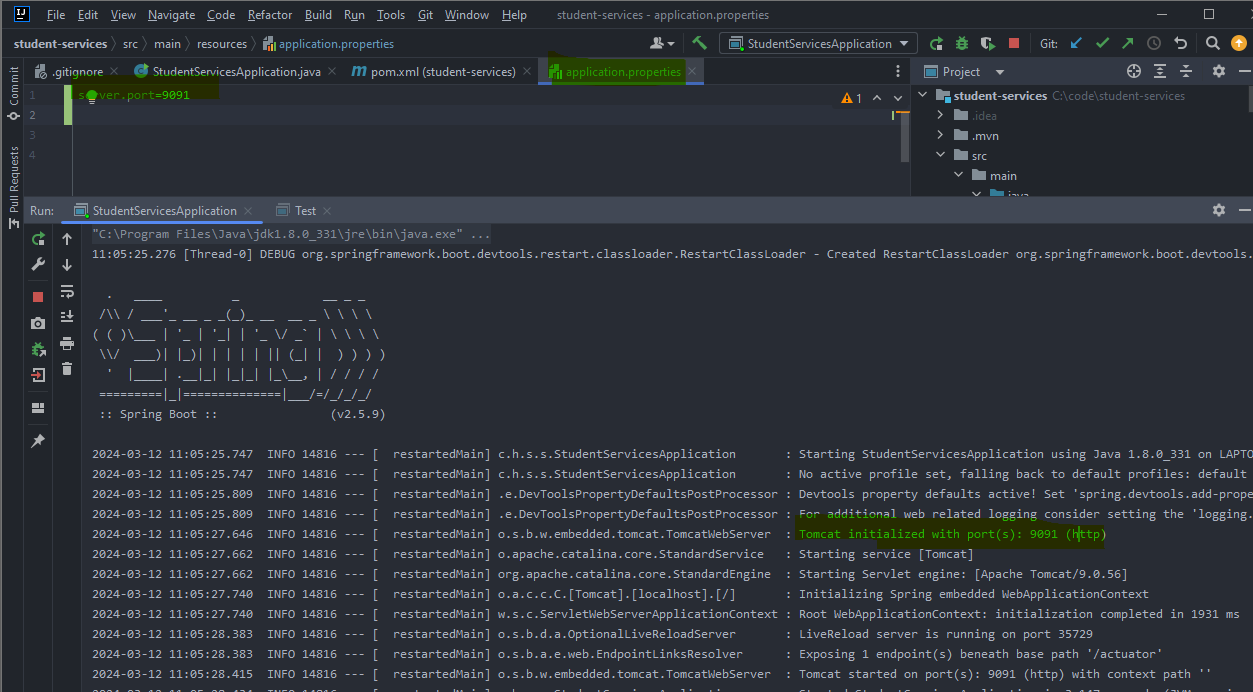 File Edit View Navigate Code Refactor Build Run Tools Git Window Help student-services - application.properties
student-services src main resources application.properties StudentServicesApplication Git:
.gitignore StudentServicesApplication.java pom.xml (student-services) application.properties Project
Commit
Pull Requests
1 server.port=9091 1
2
3
4
student-services C:\code\student-services
.idea
.mvn
src
main
java
Run: StudentServicesApplication Test
"C:\Program Files\Java\jdk1.8.0_331\jre\bin\java.exe" ...
11:05:25.276 [Thread-0] DEBUG org.springframework.boot.devtools.restart.classloader.RestartClassLoader - Created RestartClassLoader org.springframework.boot.devtools.
  .   ____          _            __ _ _
 /\\ / ___'_ __ _ _(_)_ __  __ _ \ \ \ \
( ( )\___ | '_ | '_| | '_ \/ _` | \ \ \ \
 \\/  ___)| |_)| | | | | || (_| |  ) ) ) )
  '  |____| .__|_| |_|_| |_\__, | / / / /
 =========|_|==============|___/=/_/_/_/
 :: Spring Boot ::                (v2.5.9)
2024-03-12 11:05:25.747 INFO 14816 --- [ restartedMain] c.h.s.s.StudentServicesApplication : Starting StudentServicesApplication using Java 1.8.0_331 on LAPTO
2024-03-12 11:05:25.747 INFO 14816 --- [ restartedMain] c.h.s.s.StudentServicesApplication : No active profile set, falling back to default profiles: default
2024-03-12 11:05:25.809 INFO 14816 --- [ restartedMain] .e.DevToolsPropertyDefaultsPostProcessor : Devtools property defaults active! Set 'spring.devtools.add-prope
2024-03-12 11:05:25.809 INFO 14816 --- [ restartedMain] .e.DevToolsPropertyDefaultsPostProcessor : For additional web related logging consider setting the 'logging.
2024-03-12 11:05:27.646 INFO 14816 --- [ restartedMain] o.s.b.w.embedded.tomcat.TomcatWebServer : Tomcat initialized with port(s): 9091 (http)
2024-03-12 11:05:27.662 INFO 14816 --- [ restartedMain] o.apache.catalina.core.StandardService : Starting service [Tomcat]
2024-03-12 11:05:27.662 INFO 14816 --- [ restartedMain] org.apache.catalina.core.StandardEngine : Starting Servlet engine: [Apache Tomcat/9.0.56]
2024-03-12 11:05:27.740 INFO 14816 --- [ restartedMain] o.a.c.c.C.[Tomcat].[localhost].[/] : Initializing Spring embedded WebApplicationContext
2024-03-12 11:05:27.740 INFO 14816 --- [ restartedMain] w.s.c.ServletWebServerApplicationContext : Root WebApplicationContext: initialization completed in 1931 ms
2024-03-12 11:05:28.383 INFO 14816 --- [ restartedMain] o.s.b.d.a.OptionalLiveReloadServer : LiveReload server is running on port 35729
2024-03-12 11:05:28.383 INFO 14816 --- [ restartedMain] o.s.b.a.e.web.EndpointLinksResolver : Exposing 1 endpoint(s) beneath base path '/actuator'
2024-03-12 11:05:28.415 INFO 14816 --- [ restartedMain] o.s.b.w.embedded.tomcat.TomcatWebServer : Tomcat started on port(s): 9091 (http) with context path ''